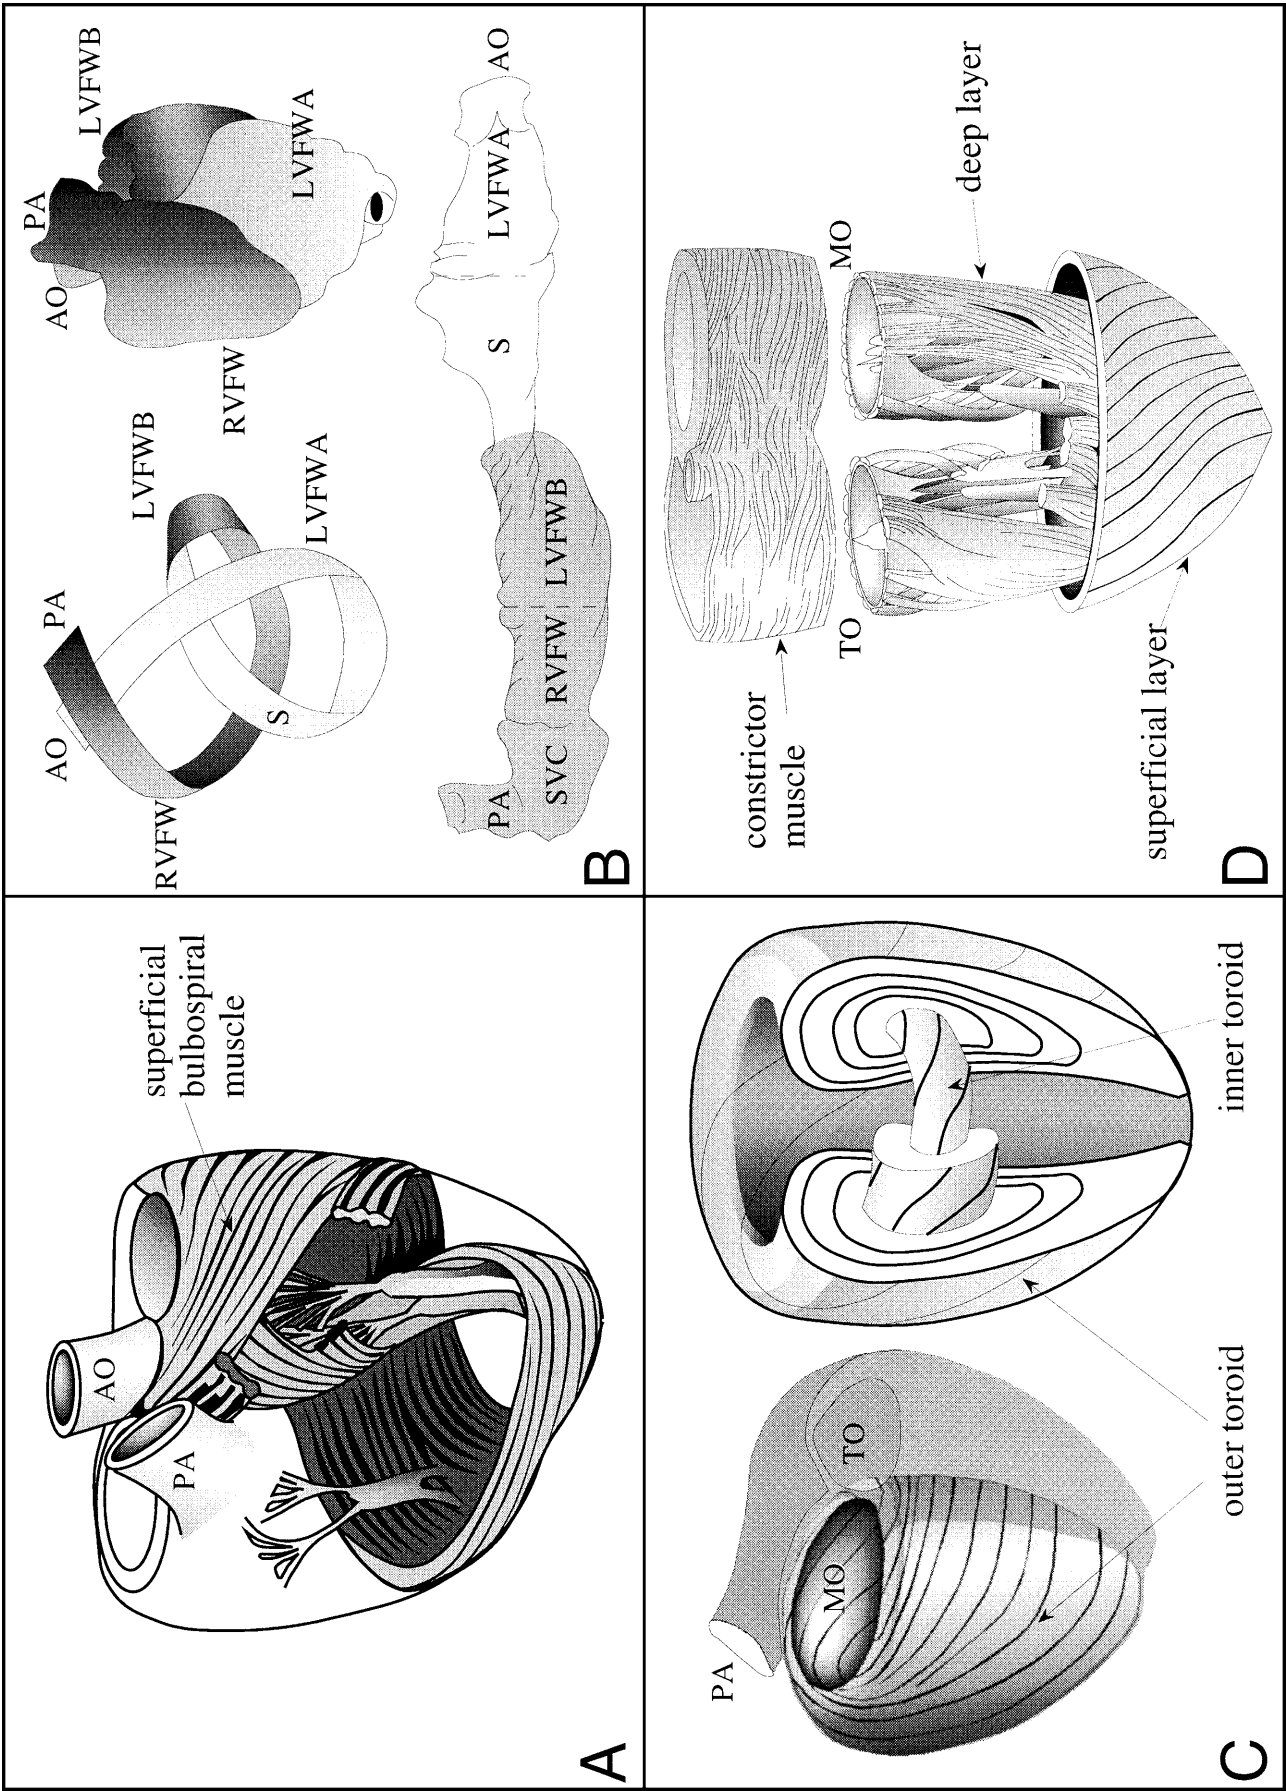 A
AO
PA
superficial
bulbospiral
muscle
B
AO
PA
RVFW
S
LVFWB
LVFWA
AO
PA
LVFWB
RVFW
LVFWA
PA
SVC
RVFW
LVFWB
S
LVFWA
AO
C
PA
MO
TO
outer toroid
inner toroid
D
constrictor
muscle
TO
MO
superficial layer
deep layer